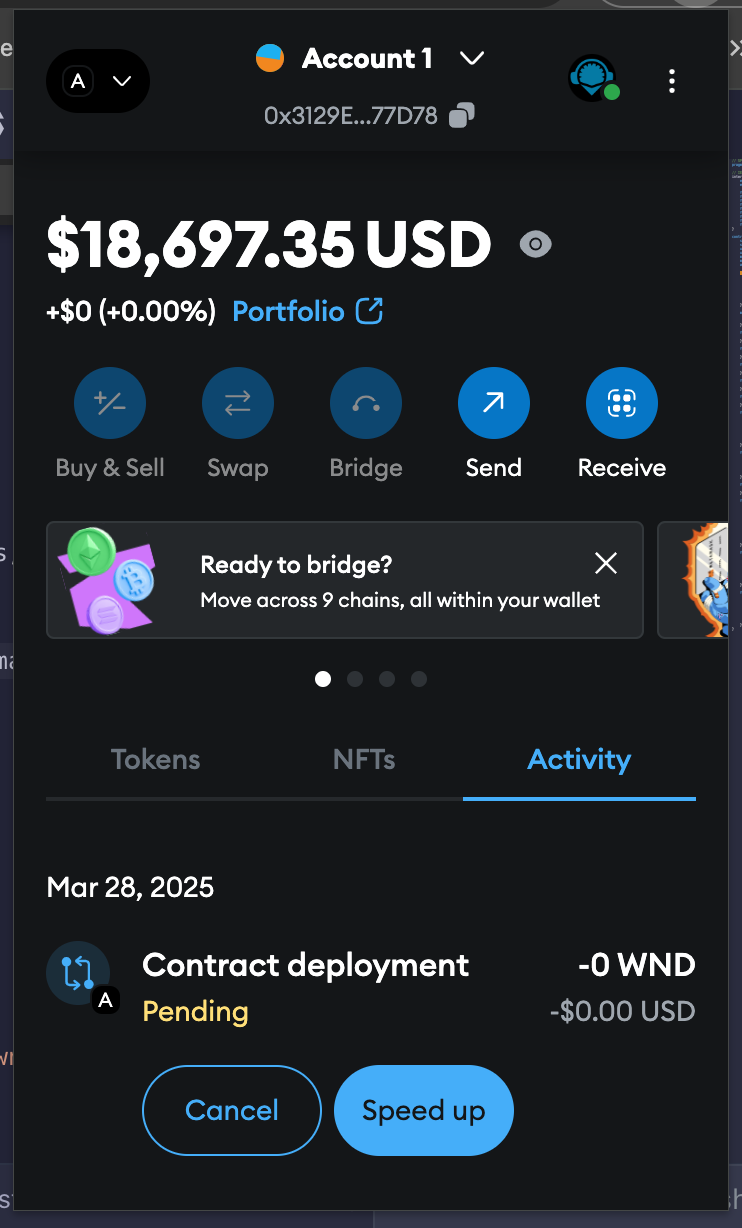 A
Account 1
0x3129E...77D78
$18,697.35 USD
+$0 (+0.00%) Portfolio
Buy & Sell Swap Bridge Send Receive
Ready to bridge?
Move across 9 chains, all within your wallet
Tokens NFTs Activity
Mar 28, 2025
Contract deployment -0 WND
A
Pending -$0.00 USD
Cancel Speed up